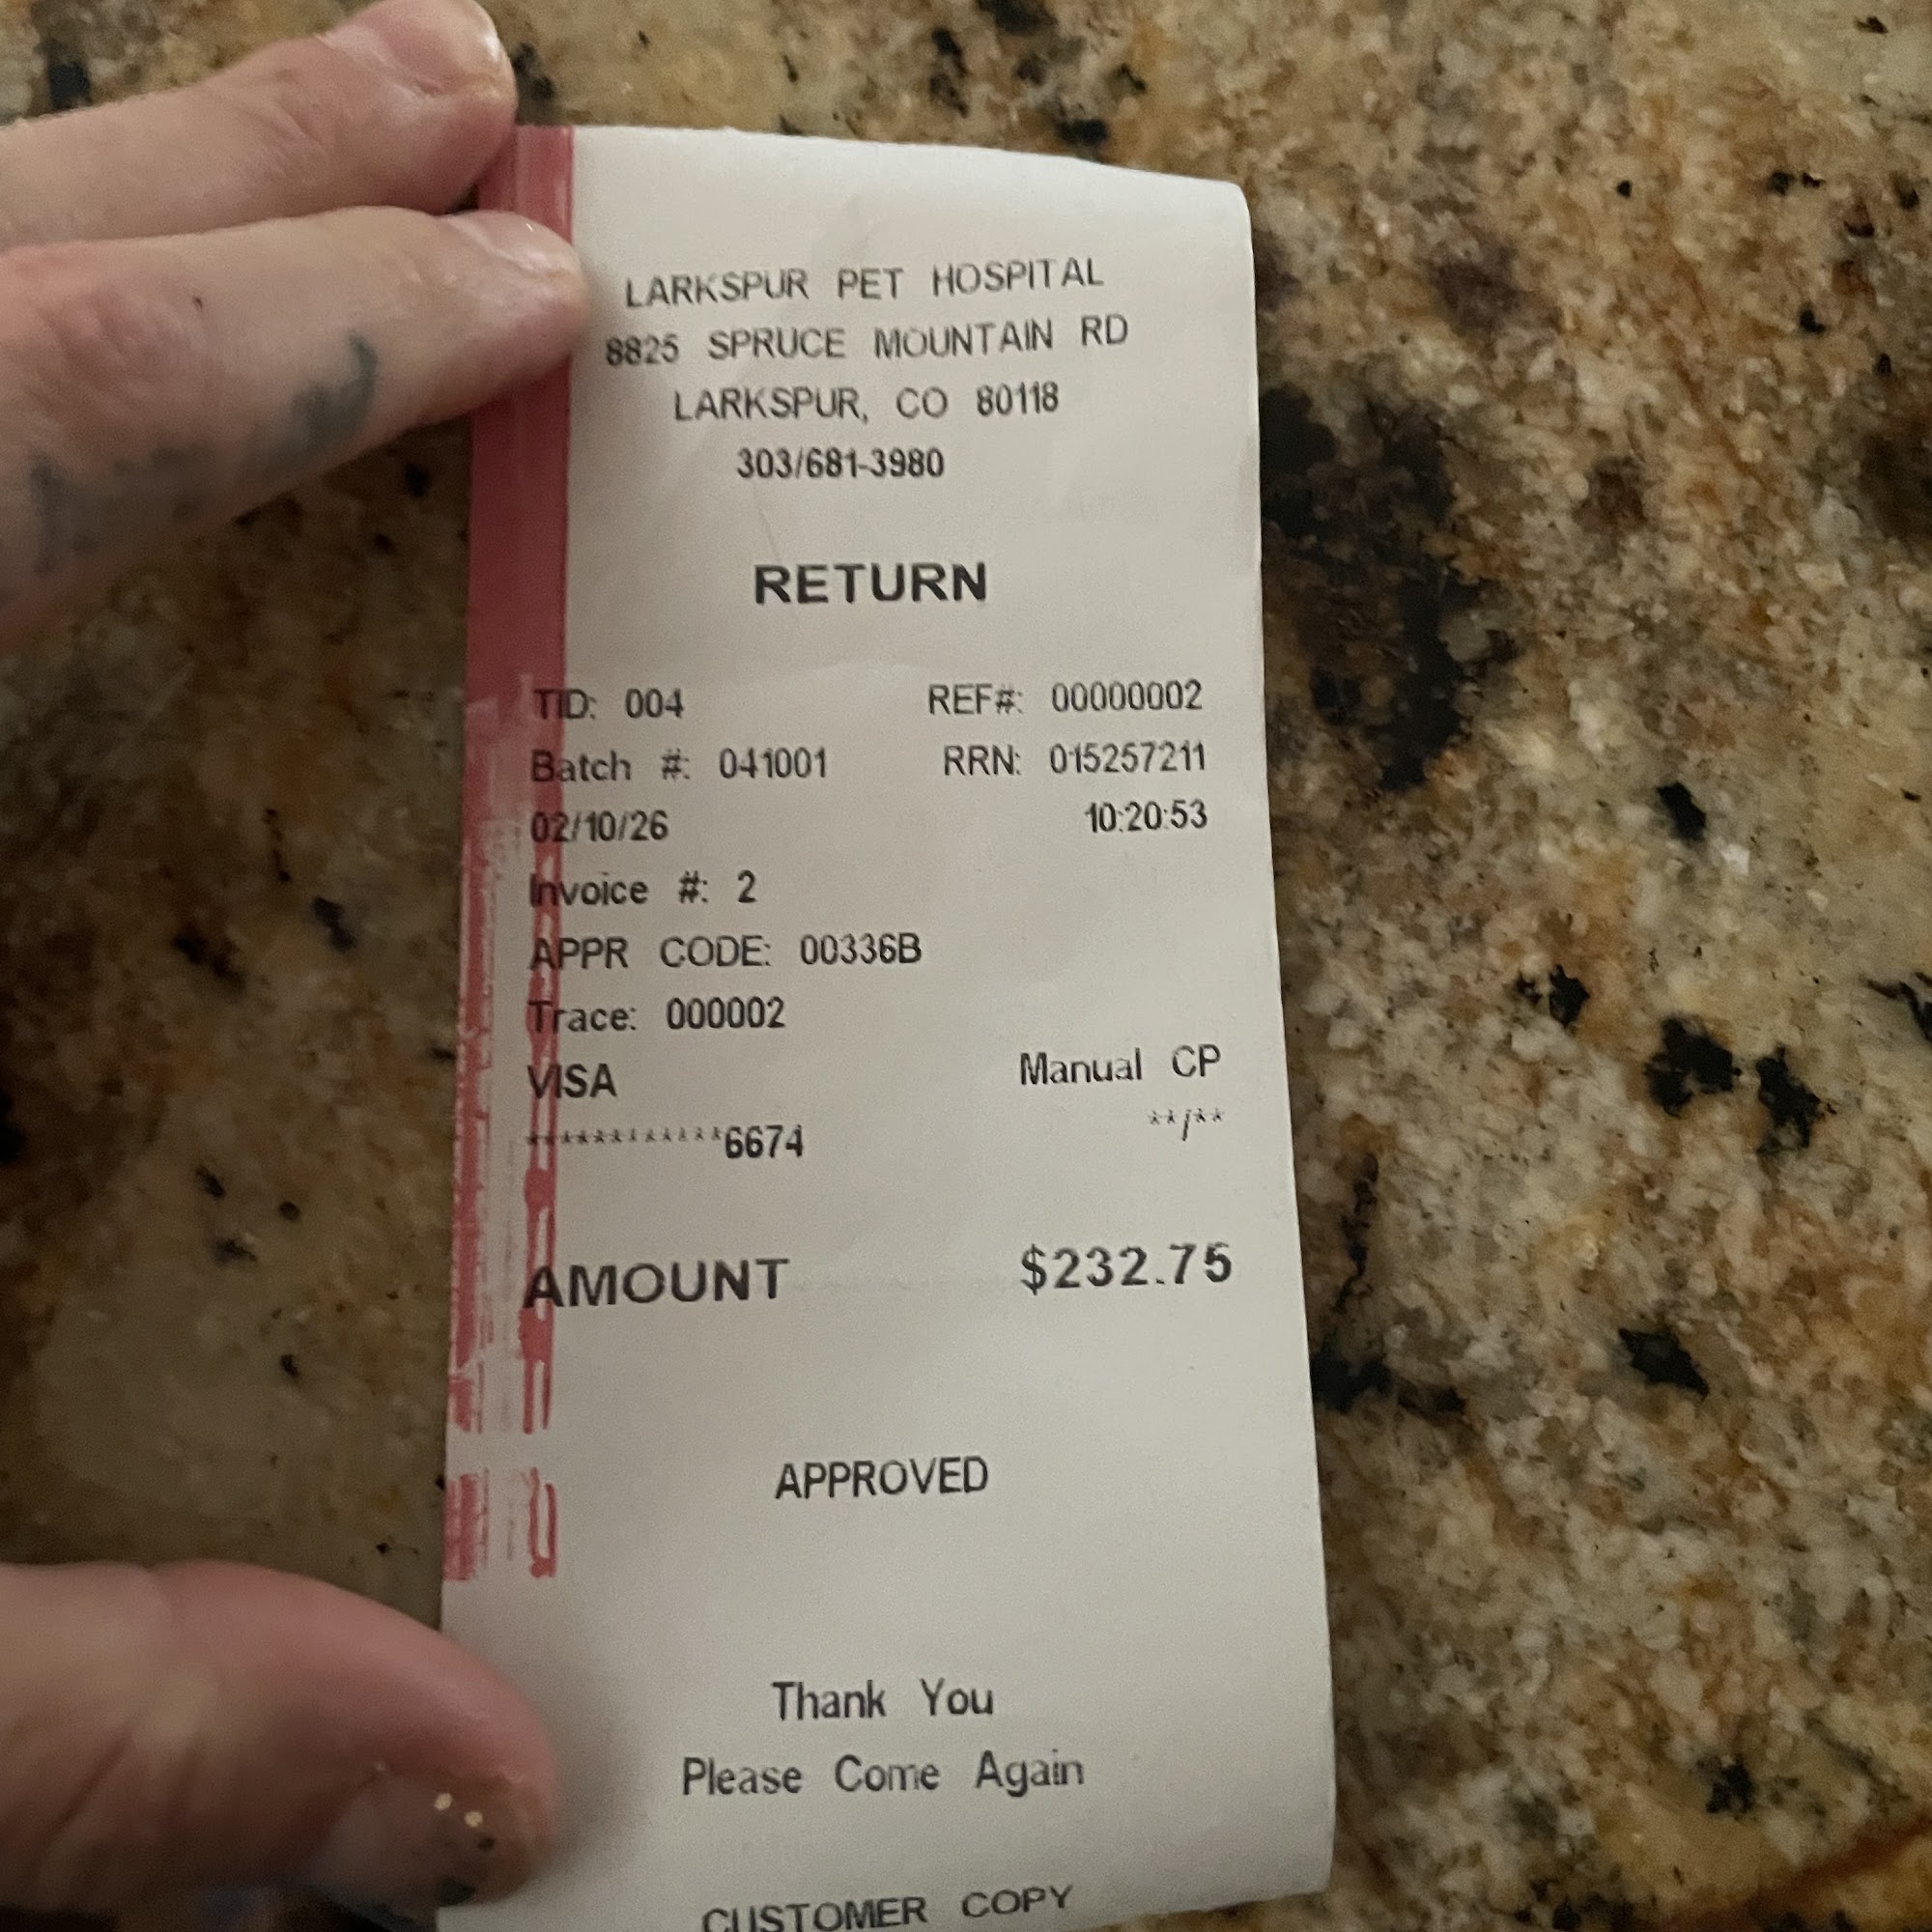 LARKSPUR PET HOSPITAL
8825 SPRUCE MOUNTAIN RD
LARKSPUR, CO 80118
303/681-3980
RETURN
TID: 004 REF#: 00000002
Batch #: 041001 RRN: 015257211
02/10/26 10:20:53
Invoice #: 2
APPR CODE: 00336B
Trace: 000002
VISA Manual CP
************6674 **/**
AMOUNT $232.75
APPROVED
Thank You
Please Come Again
CUSTOMER COPY